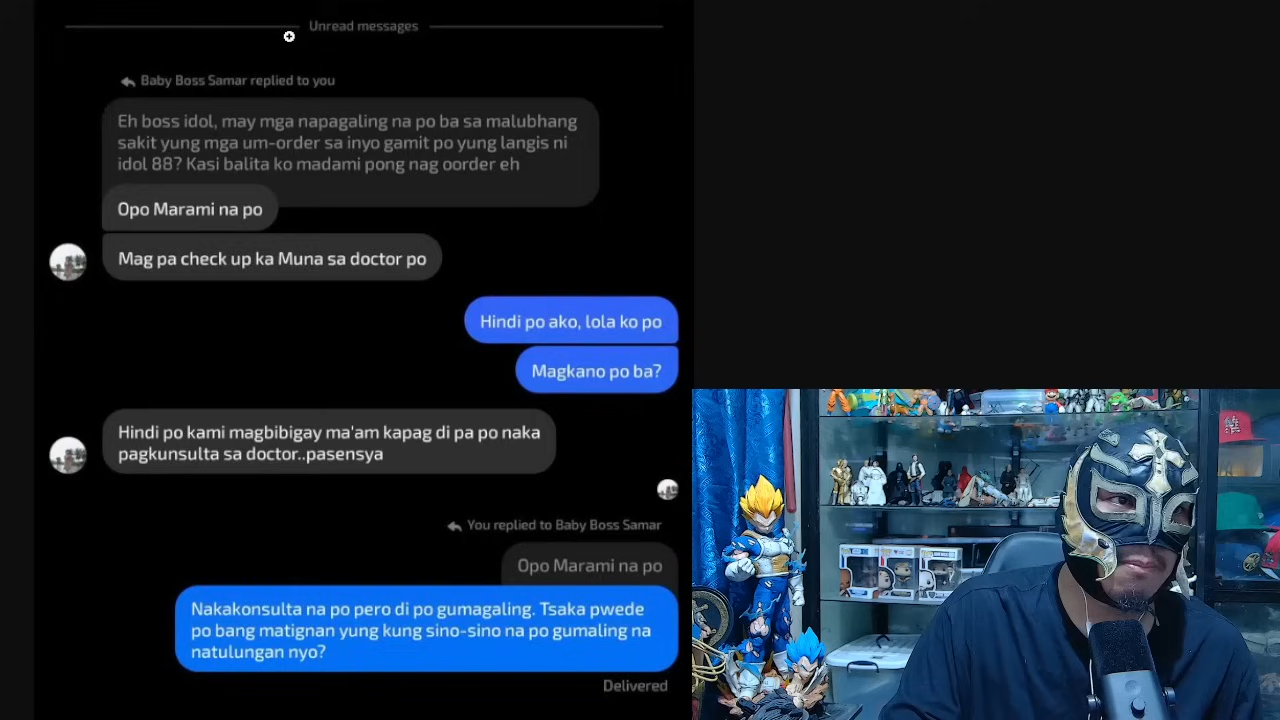 Unread messages
Baby Boss Samar replied to you
Eh boss idol, may mga napagaling na po ba sa malubhang
sakit yung mga um-order sa inyo gamit po yung langis ni
idol 88? Kasi balita ko madami pong nag oorder eh
Opo Marami na po
Mag pa check up ka Muna sa doctor po
Hindi po ako, lola ko po
Magkano po ba?
Hindi po kami magbibigay ma'am kapag di pa po naka
pagkunsulta sa doctor..pasensya
You replied to Baby Boss Samar
Opo Marami na po
Nakakonsulta na po pero di po gumagaling. Tsaka pwede
po bang matignan yung kung sino-sino na po gumaling na
natulungan nyo?
Delivered